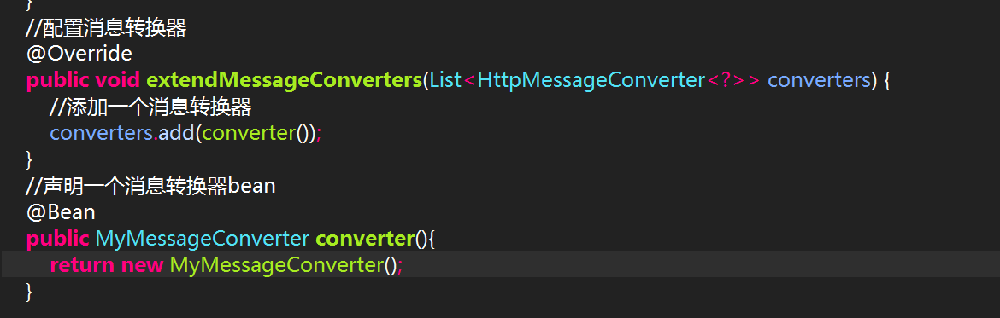 }
//配置消息转换器
@Override
public void extendMessageConverters(List<HttpMessageConverter<?>> converters) {
//添加一个消息转换器
converters.add(converter());
}
//声明一个消息转换器bean
@Bean
public MyMessageConverter converter(){
return new MyMessageConverter();
}